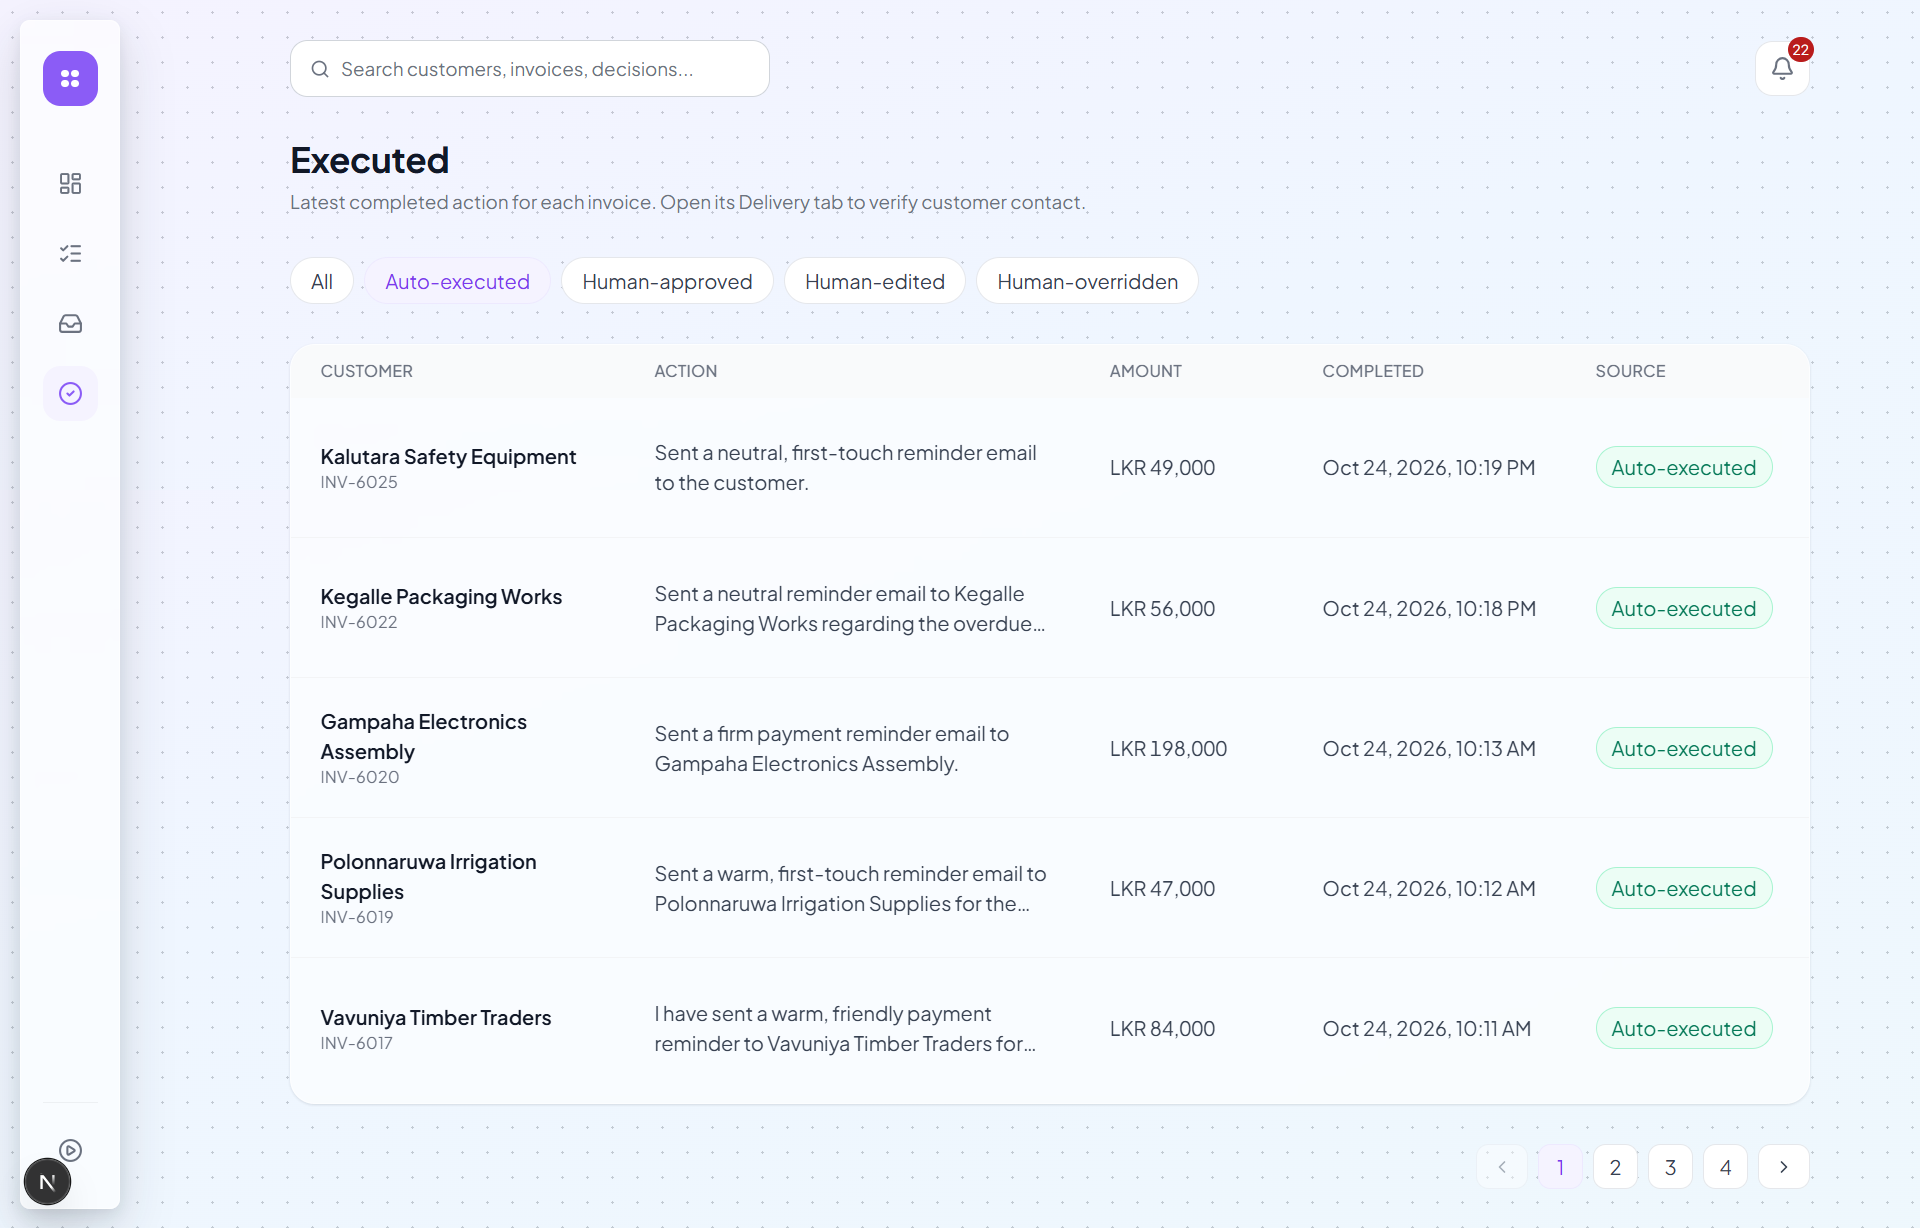 Search customers, invoices, decisions...
22
Executed
Latest completed action for each invoice. Open its Delivery tab to verify customer contact.
All
Auto-executed
Human-approved
Human-edited
Human-overridden
CUSTOMER ACTION AMOUNT COMPLETED SOURCE
Kalutara Safety Equipment
INV-6025
Sent a neutral, first-touch reminder email
to the customer.
LKR 49,000
Oct 24, 2026, 10:19 PM
Auto-executed
Kegalle Packaging Works
INV-6022
Sent a neutral reminder email to Kegalle
Packaging Works regarding the overdue...
LKR 56,000
Oct 24, 2026, 10:18 PM
Auto-executed
Gampaha Electronics
Assembly
INV-6020
Sent a firm payment reminder email to
Gampaha Electronics Assembly.
LKR 198,000
Oct 24, 2026, 10:13 AM
Auto-executed
Polonnaruwa Irrigation
Supplies
INV-6019
Sent a warm, first-touch reminder email to
Polonnaruwa Irrigation Supplies for the...
LKR 47,000
Oct 24, 2026, 10:12 AM
Auto-executed
Vavuniya Timber Traders
INV-6017
I have sent a warm, friendly payment
reminder to Vavuniya Timber Traders for...
LKR 84,000
Oct 24, 2026, 10:11 AM
Auto-executed
N
1 2 3 4